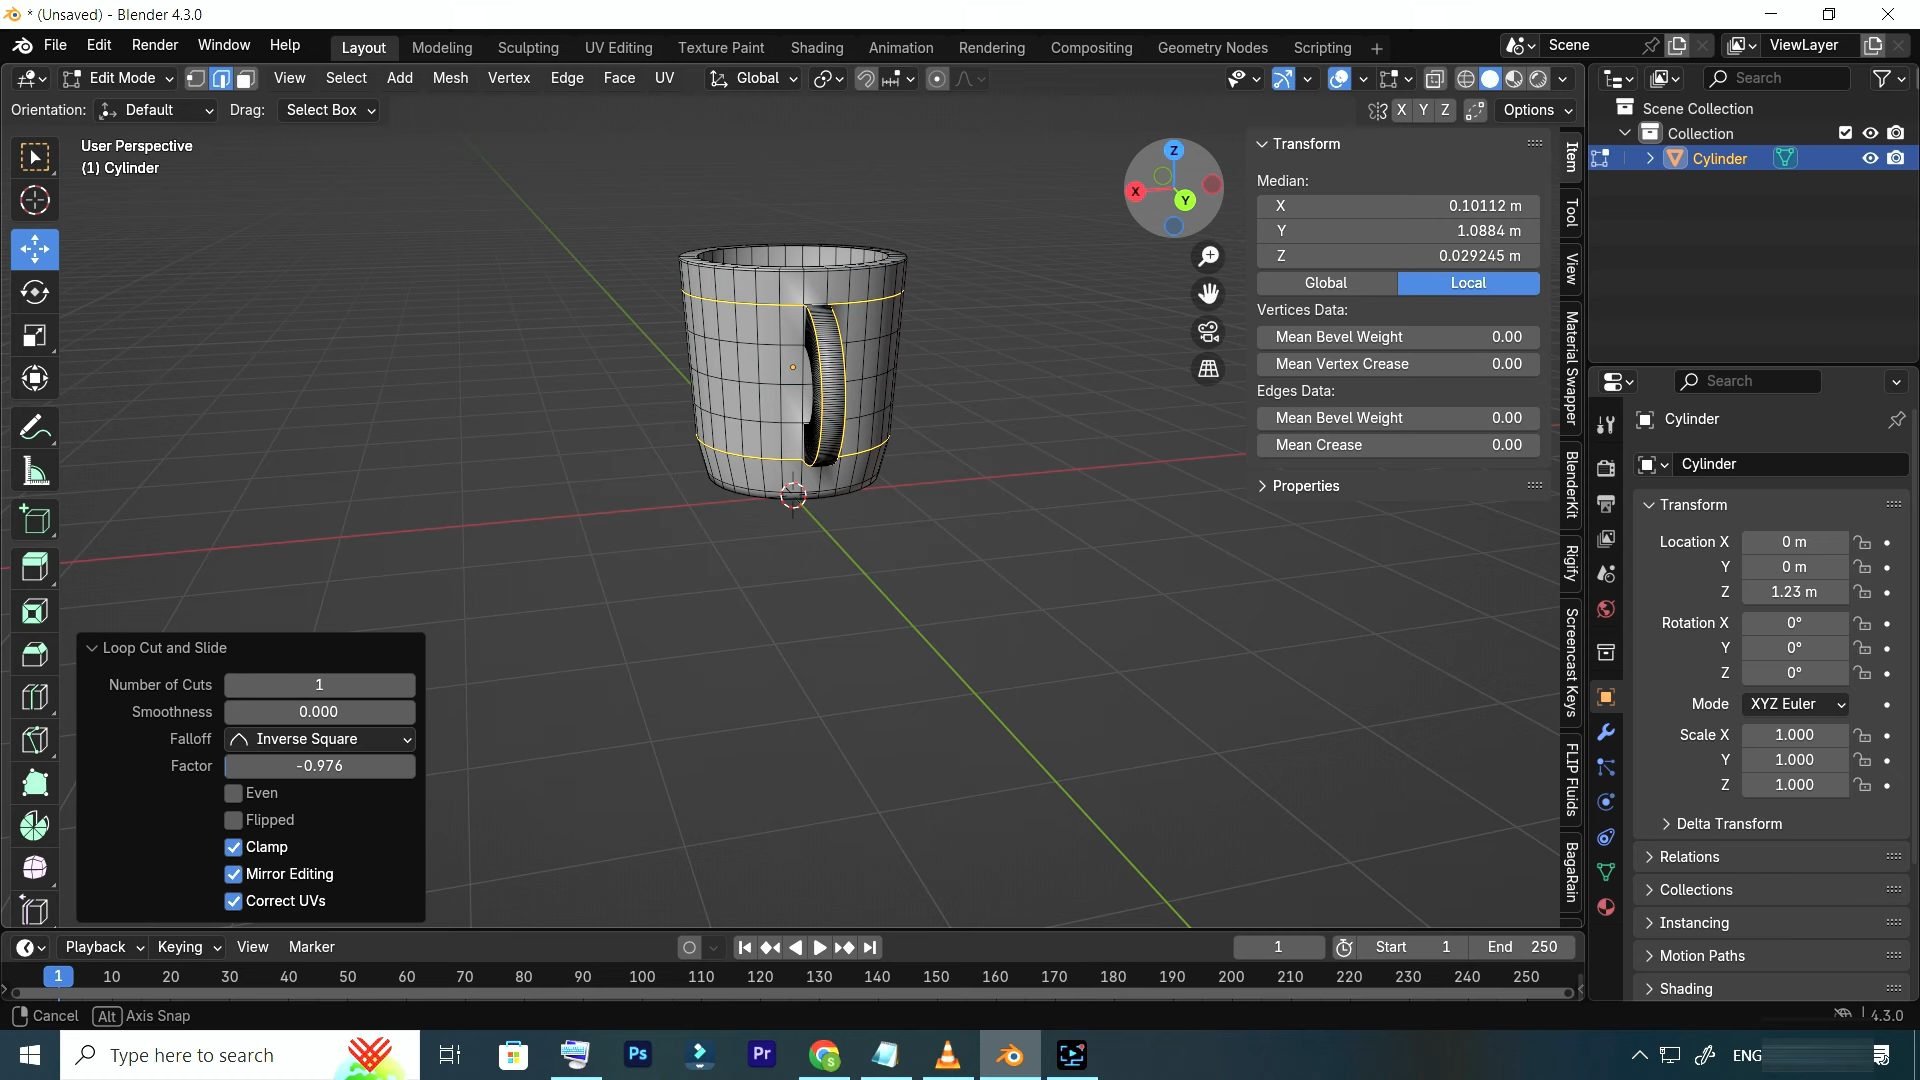 * (Unsaved) - Blender 4.3.0
File Edit Render Window Help Layout Modeling Sculpting UV Editing Texture Paint Shading Animation Rendering Compositing Geometry Nodes Scripting + Scene ViewLayer
Edit Mode View Select Add Mesh Vertex Edge Face UV Global Search
Orientation: Default Drag: Select Box X Y Z Options
Scene Collection
Collection
Cylinder
User Perspective
(1) Cylinder
Z
X
Y
Transform
Median:
X 0.10112 m
Y 1.0884 m
Z 0.029245 m
Global Local
Vertices Data:
Mean Bevel Weight 0.00
Mean Vertex Crease 0.00
Edges Data:
Mean Bevel Weight 0.00
Mean Crease 0.00
Properties
Item
Tool
View
Material Swapper
BlenderKit
Rigify
Screencast Keys
FLIP Fluids
BagaRain
Search
Cylinder
Cylinder
Transform
Location X 0 m
Y 0 m
Z 1.23 m
Rotation X 0°
Y 0°
Z 0°
Mode XYZ Euler
Scale X 1.000
Y 1.000
Z 1.000
Delta Transform
Relations
Collections
Instancing
Motion Paths
Shading
Loop Cut and Slide
Number of Cuts 1
Smoothness 0.000
Falloff Inverse Square
Factor -0.976
Even
Flipped
Clamp
Mirror Editing
Correct UVs
Playback Keying View Marker 1 Start 1 End 250
1 10 20 30 40 50 60 70 80 90 100 110 120 130 140 150 160 170 180 190 200 210 220 230 240 250
Cancel Alt Axis Snap 4.3.0
Type here to search Ps Pr S ENG